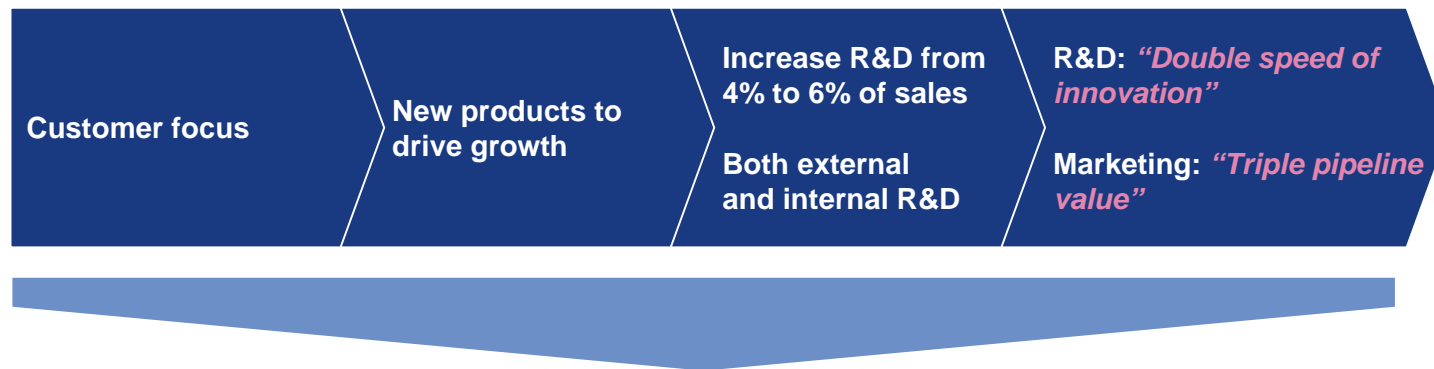 Customer focus
New products to
drive growth
Increase R&D from
4% to 6% of sales
Both external
and internal R&D
R&D: “Double speed of
innovation”
Marketing: “Triple pipeline
value”